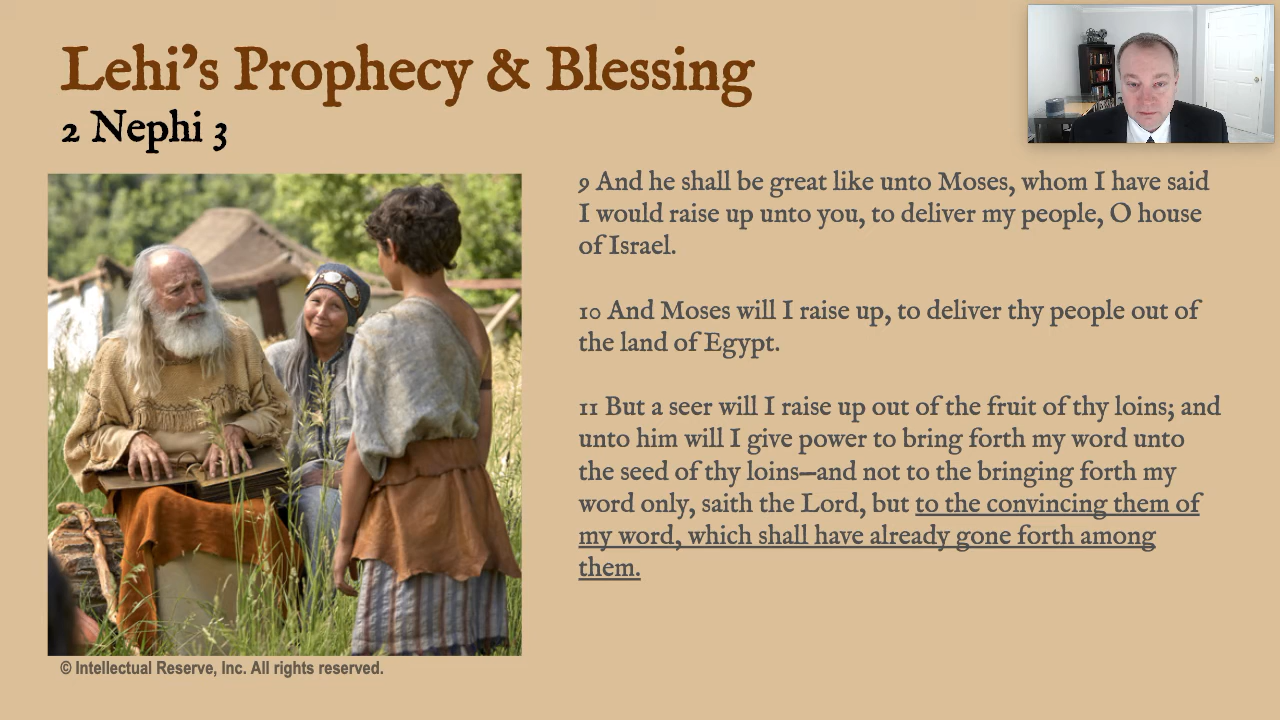 Lehi's Prophecy & Blessing
2 Nephi 3
9 And he shall be great like unto Moses, whom I have said
I would raise up unto you, to deliver my people, O house
of Israel.
10 And Moses will I raise up, to deliver thy people out of
the land of Egypt.
11 But a seer will I raise up out of the fruit of thy loins; and
unto him will I give power to bring forth my word unto
the seed of thy loins—and not to the bringing forth my
word only, saith the Lord, but to the convincing them of
my word, which shall have already gone forth among
them.
© Intellectual Reserve, Inc. All rights reserved.